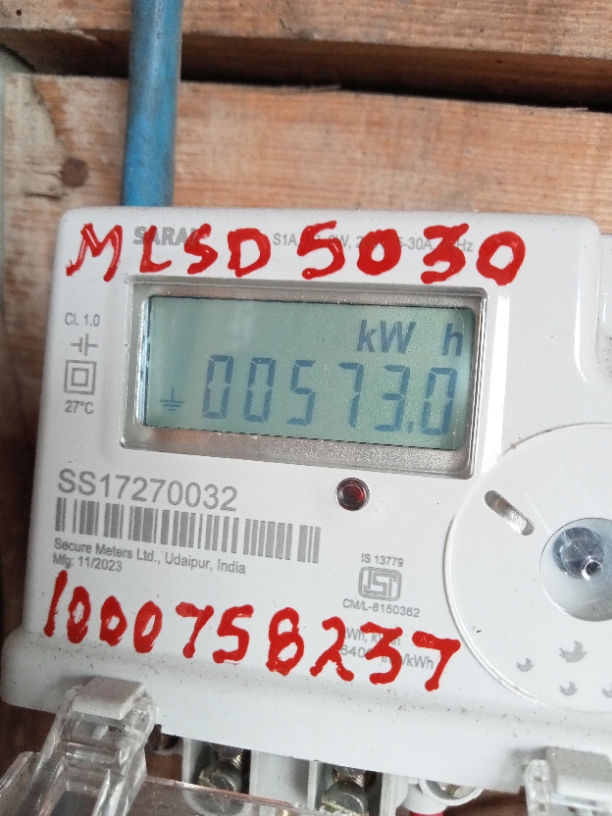 MLSD 5030
Cl. 1.0
27°C
kW h
00573.0
SS17270032
Secure Meters Ltd., Udaipur, India
Mfg: 11/2023
IS 13779
ISI
CM/L-8150362
1000758237